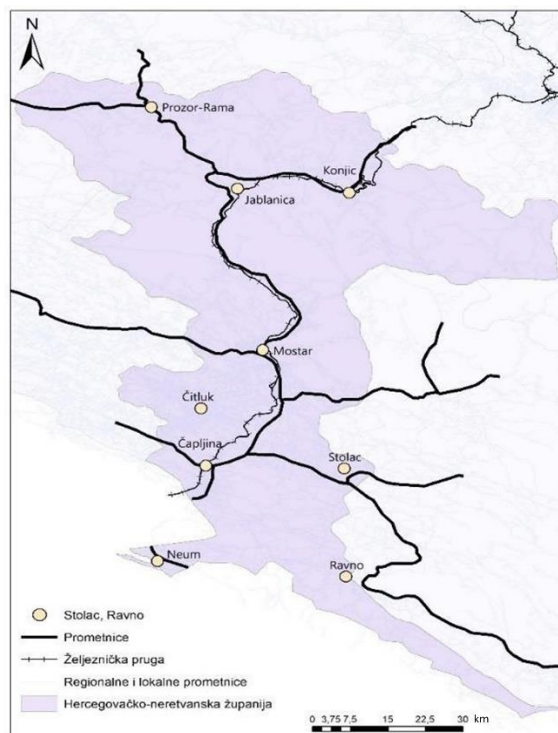 N
Prozor-Rama
Konjic
Jablanica
Mostar
Čitluk
Čapljina
Stolac
Neum
Ravno
Stolac, Ravno
Prometnice
Željeznička pruga
Regionalne i lokalne prometnice
Hercegovačko-neretvanska županija
0 3,75 7,5 15 22,5 30 km